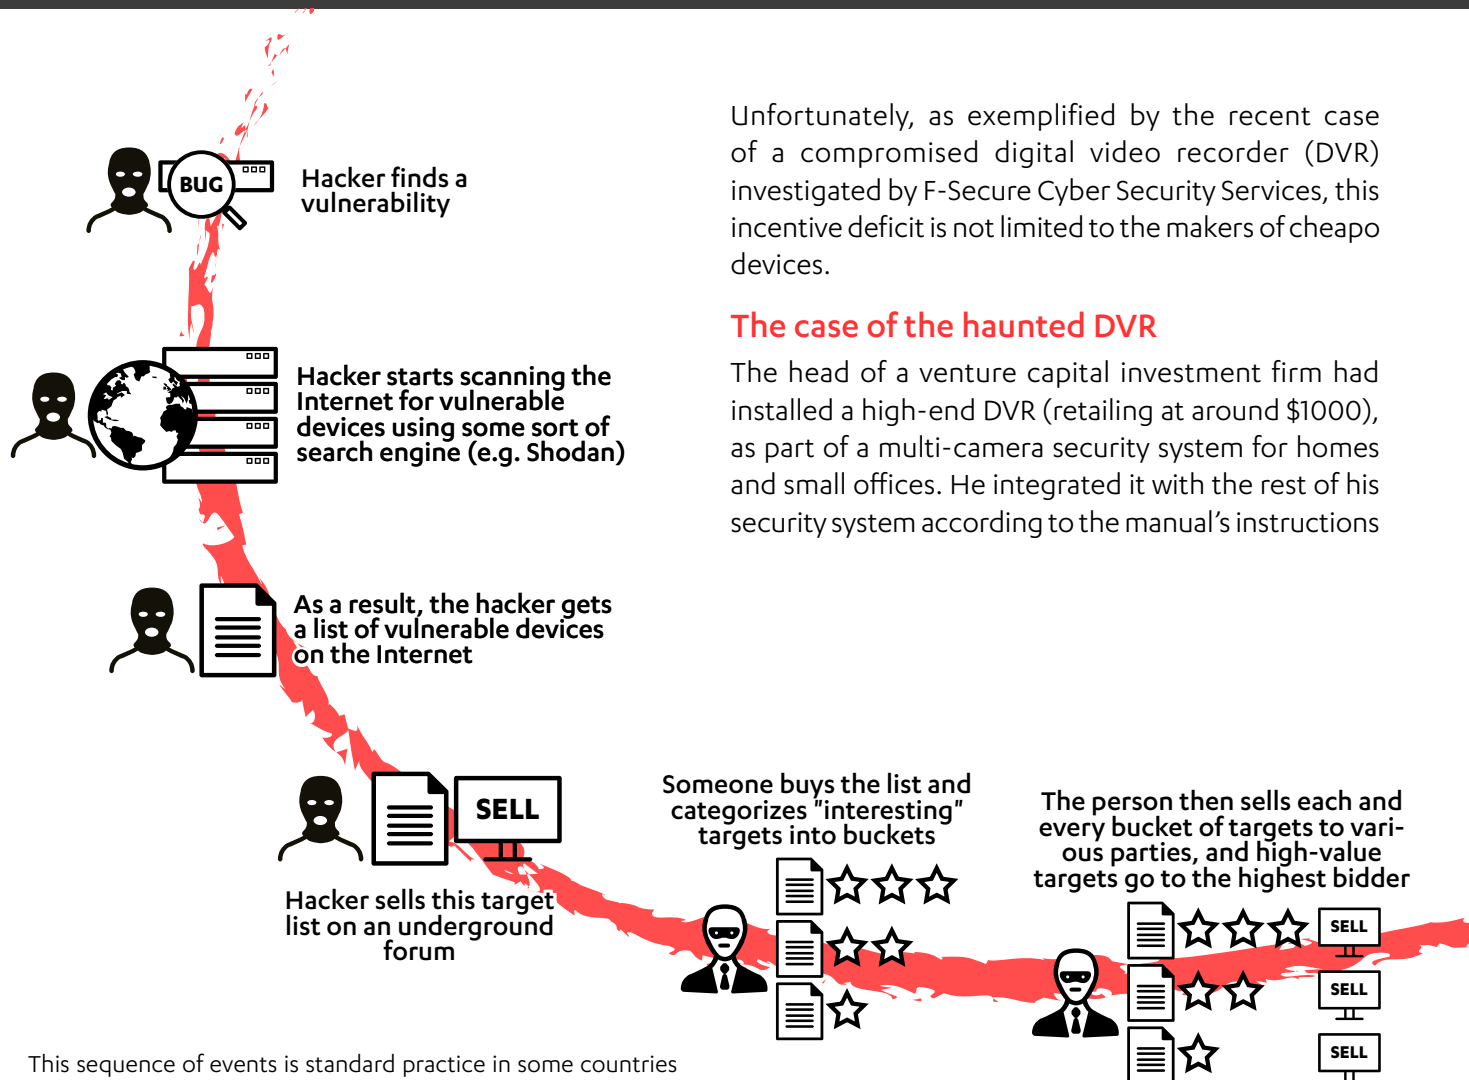 BUG
Hacker finds a
vulnerability
Hacker starts scanning the
Internet for vulnerable
devices using some sort of
search engine (e.g. Shodan)
As a result, the hacker gets
a list of vulnerable devices
on the Internet
SELL
Hacker sells this target
list on an underground
forum
Someone buys the list and
categorizes "interesting"
targets into buckets
The person then sells each and
every bucket of targets to vari-
ous parties, and high-value
targets go to the highest bidder
SELL
SELL
SELL
This sequence of events is standard practice in some countries
Unfortunately, as exemplified by the recent case
of a compromised digital video recorder (DVR)
investigated by F-Secure Cyber Security Services, this
incentive deficit is not limited to the makers of cheapo
devices.
The case of the haunted DVR
The head of a venture capital investment firm had
installed a high-end DVR (retailing at around $1000),
as part of a multi-camera security system for homes
and small offices. He integrated it with the rest of his
security system according to the manual’s instructions